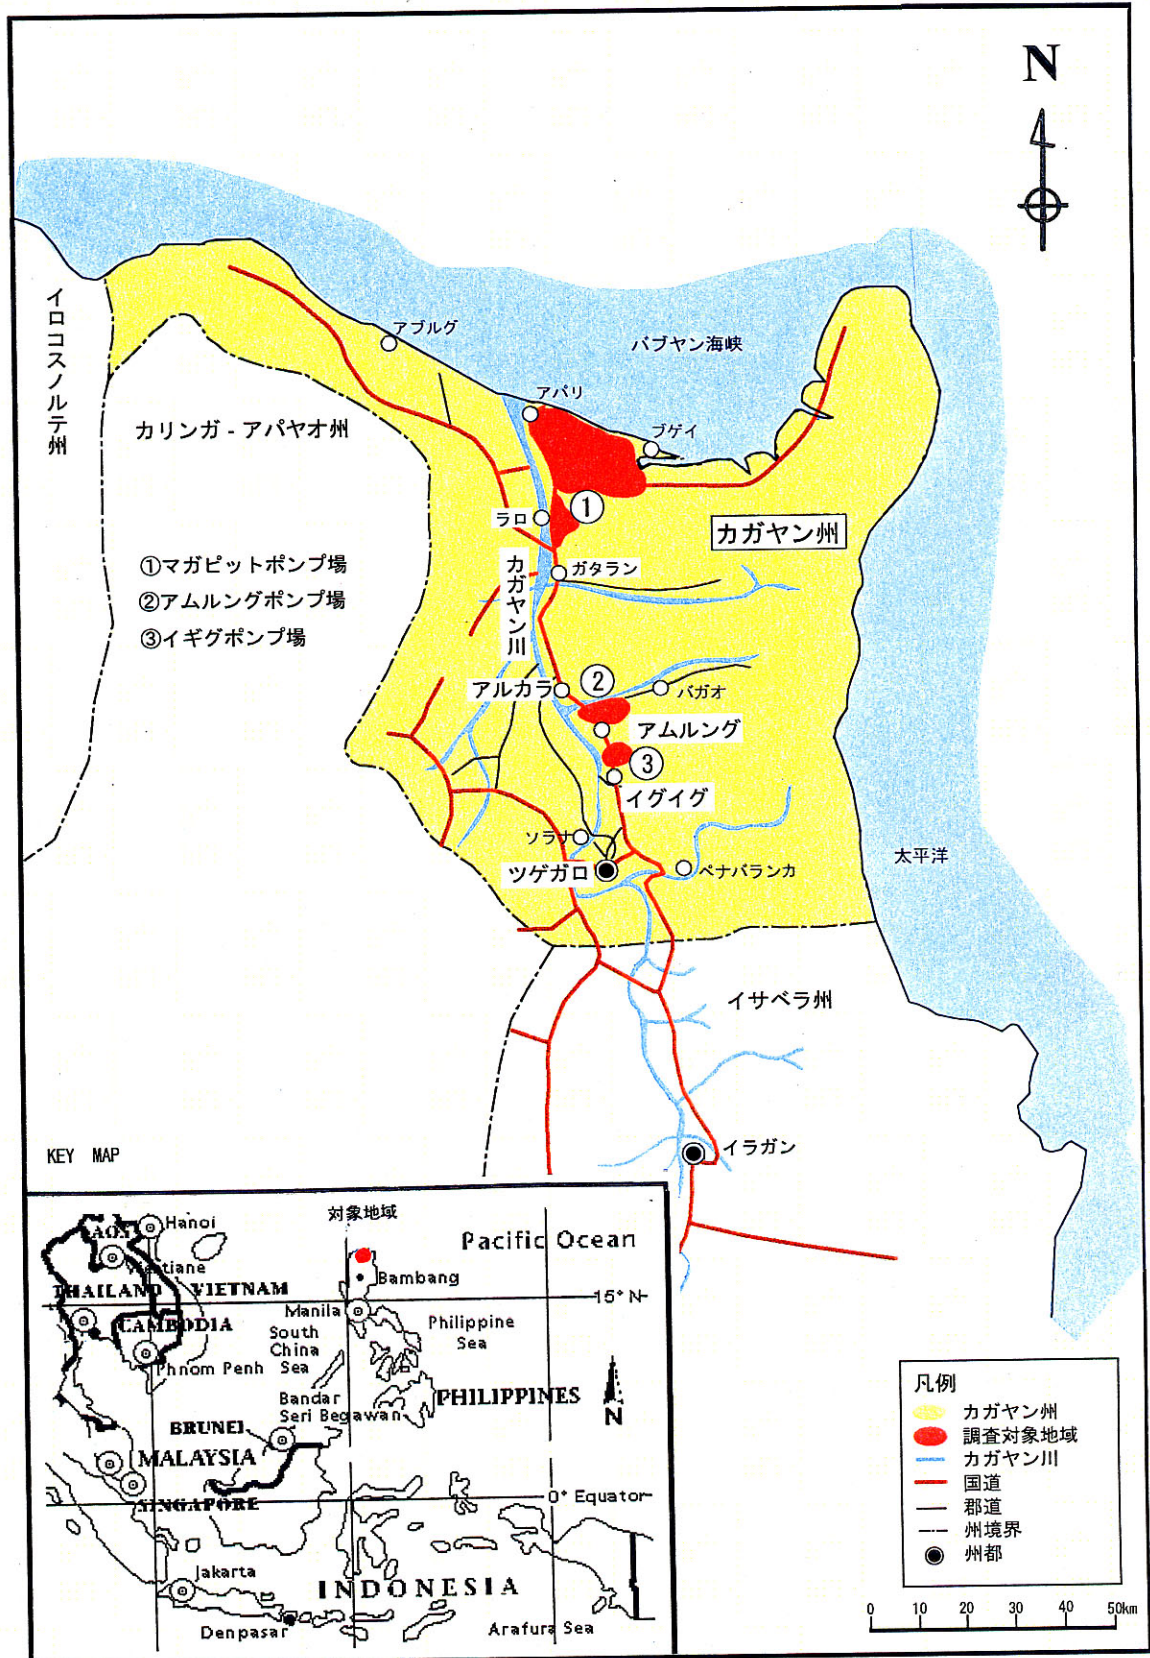 N
イロコスノルテ州
アブルグ
バブヤン海峡
アパリ
カリンガ - アパヤオ州
ブゲイ
①
ラロ
カガヤン州
①マガピットポンプ場
カガヤン川
ガタラン
②アムルングポンプ場
③イギグポンプ場
②
アルカラ
バガオ
アムルング
③
イグイグ
ソラナ
太平洋
ツゲガロ
ペナバランカ
イサベラ州
イラガン
KEY MAP
対象地域
Hanoi
Pacific Ocean
LAOS
Vientiane
Bambang
THAILAND
VIETNAM
15° N
Manila
CAMBODIA
Philippine
Sea
South
China
Sea
Phnom Penh
PHILIPPINES
Bandar
Seri Begawan
N
BRUNEI
MALAYSIA
SINGAPORE
0° Equator
Jakarta
INDONESIA
Denpasar
Arafura Sea
凡例
カガヤン州
調査対象地域
カガヤン川
国道
郡道
州境界
州都
0 10 20 30 40 50km